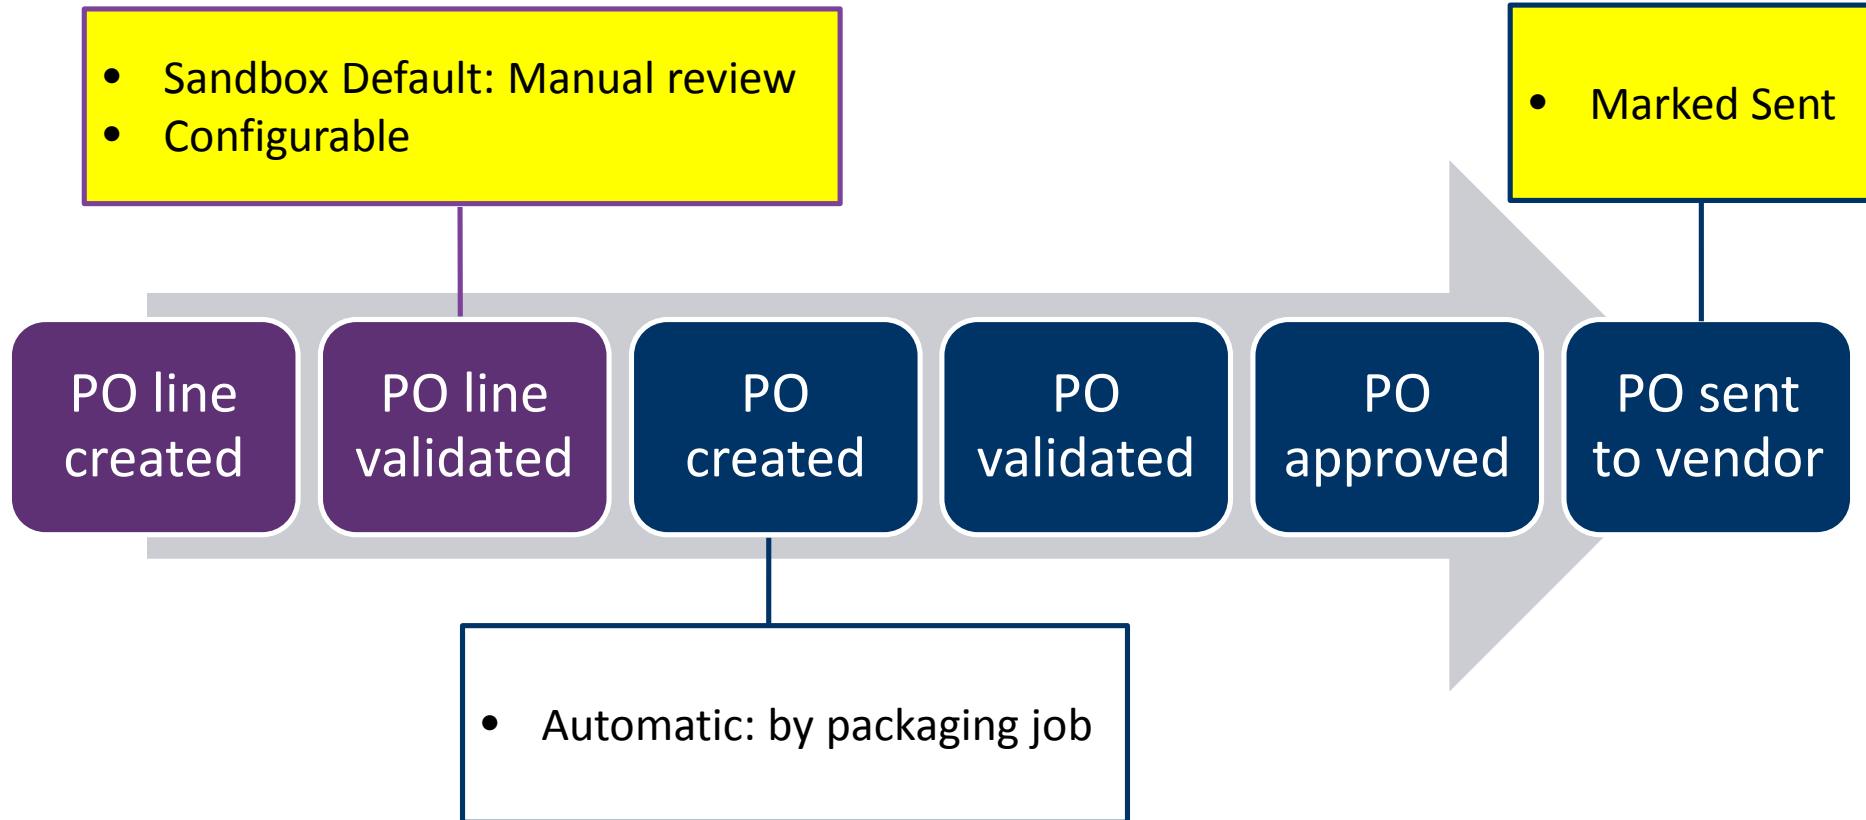 • Sandbox Default: Manual review
• Configurable
• Marked Sent
PO line
created
PO line
validated
PO
created
PO
validated
PO
approved
PO sent
to vendor
• Automatic: by packaging job